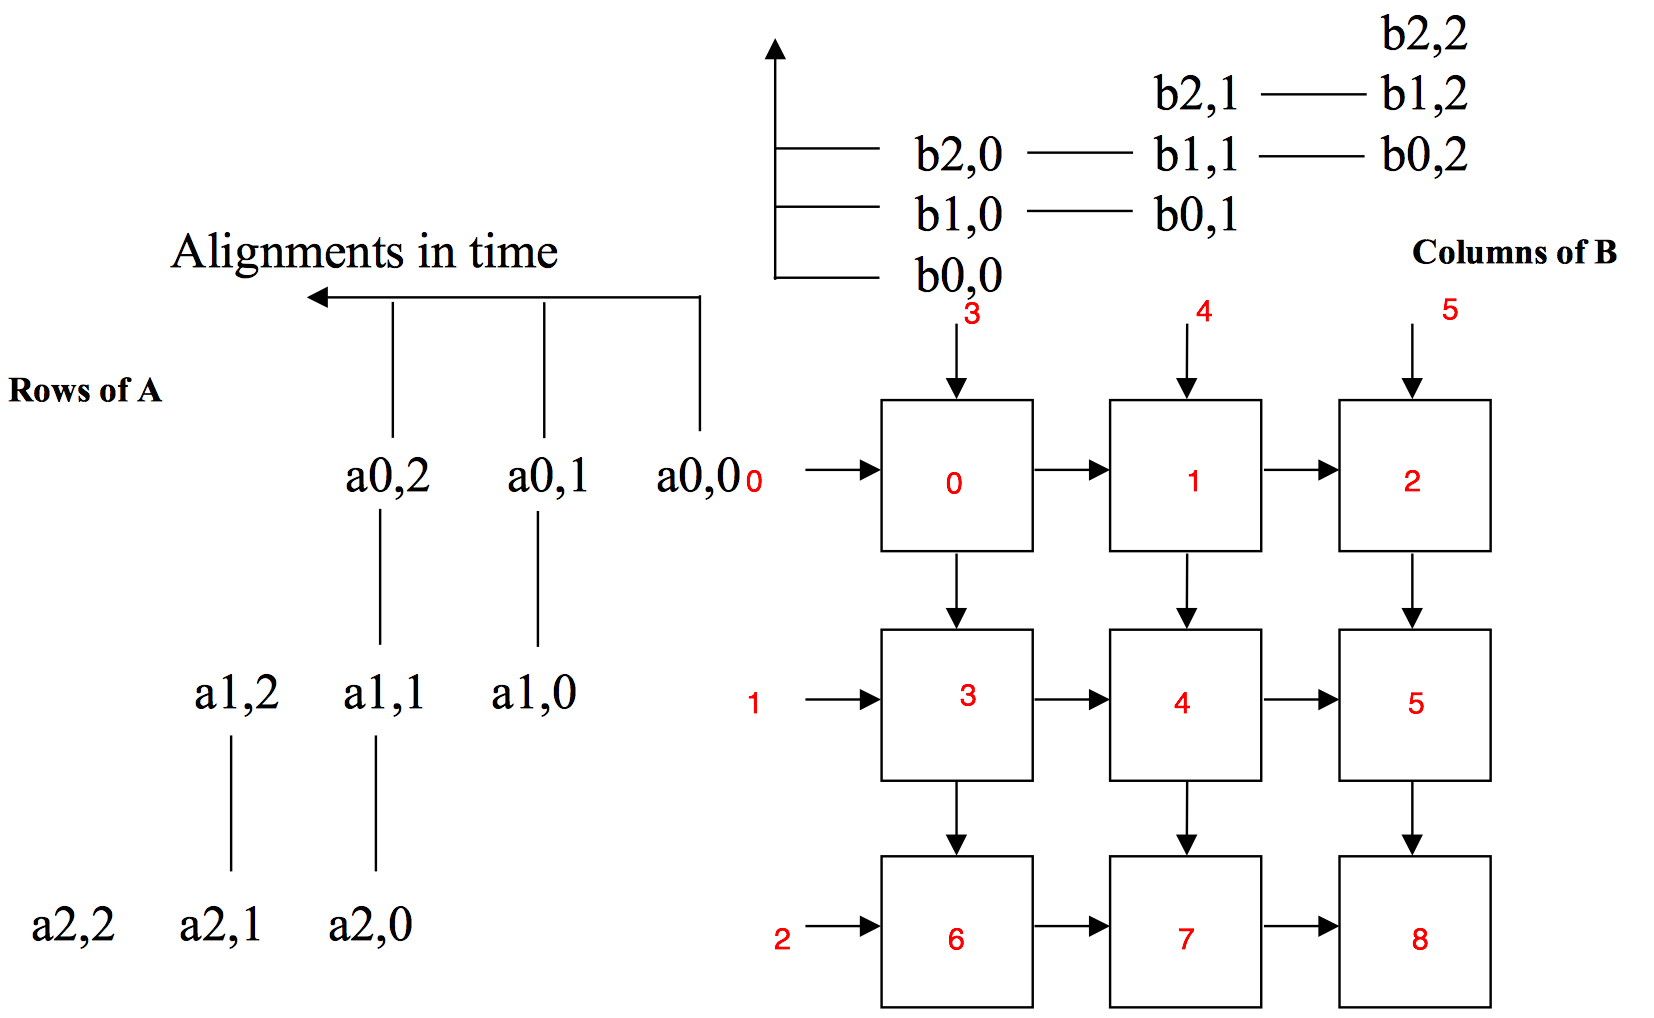 b2,2
b2,1 b1,2
b2,0 b1,1 b0,2
b1,0 b0,1
Alignments in time
Columns of B
b0,0
3 4 5
Rows of A
a0,2 a0,1 a0,0 0 0 1 2
a1,2 a1,1 a1,0 1 3 4 5
a2,2 a2,1 a2,0 2 6 7 8